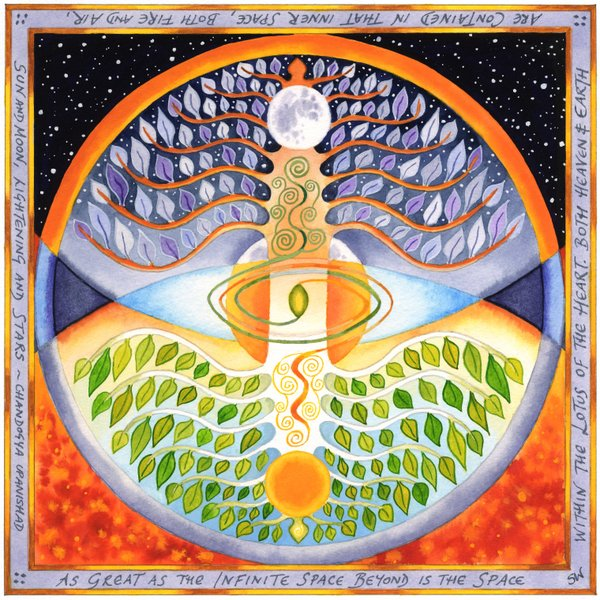 AS GREAT AS THE INFINITE SPACE BEYOND IS THE SPACE
WITHIN THE LOTUS OF THE HEART. BOTH HEAVEN & EARTH
ARE CONTAINED IN THAT INNER SPACE, BOTH FIRE AND AIR,
SUN AND MOON, LIGHTENING AND STARS ~ CHANDOGYA UPANISHAD